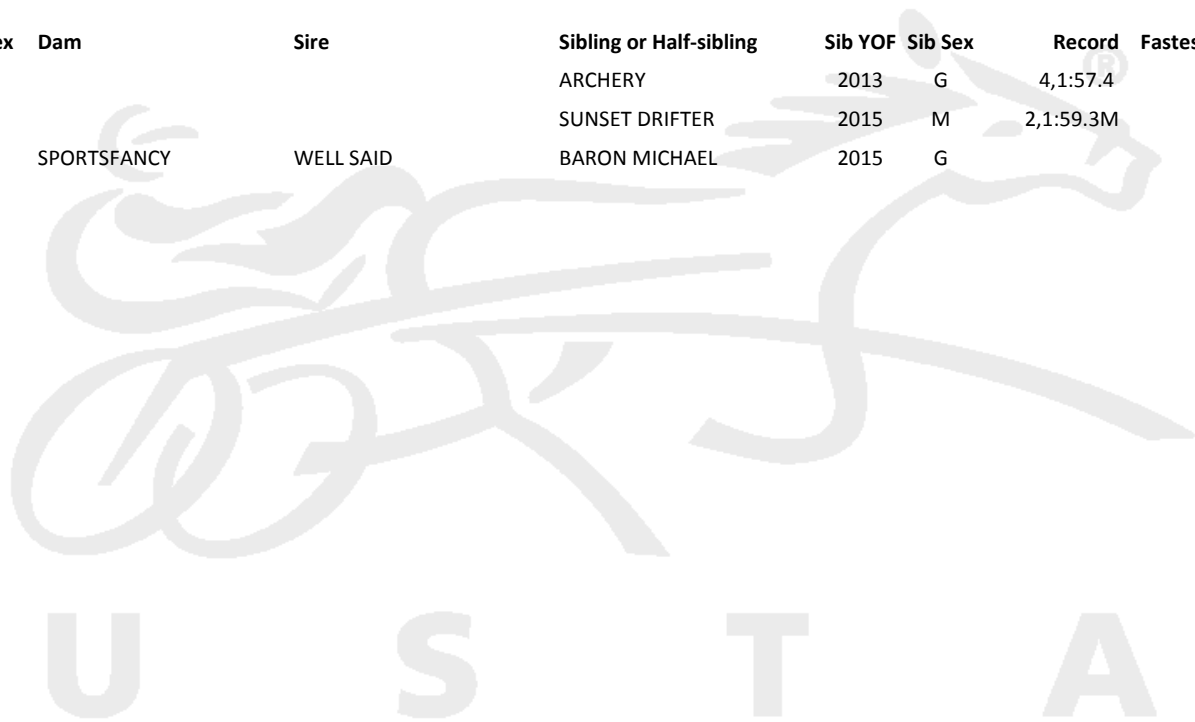 ex Dam Sire Sibling or Half-sibling Sib YOF Sib Sex Record Fastes
ARCHERY 2013 G 4,1:57.4
SUNSET DRIFTER 2015 M 2,1:59.3M
SPORTSFANCY WELL SAID BARON MICHAEL 2015 G
®
U S T A